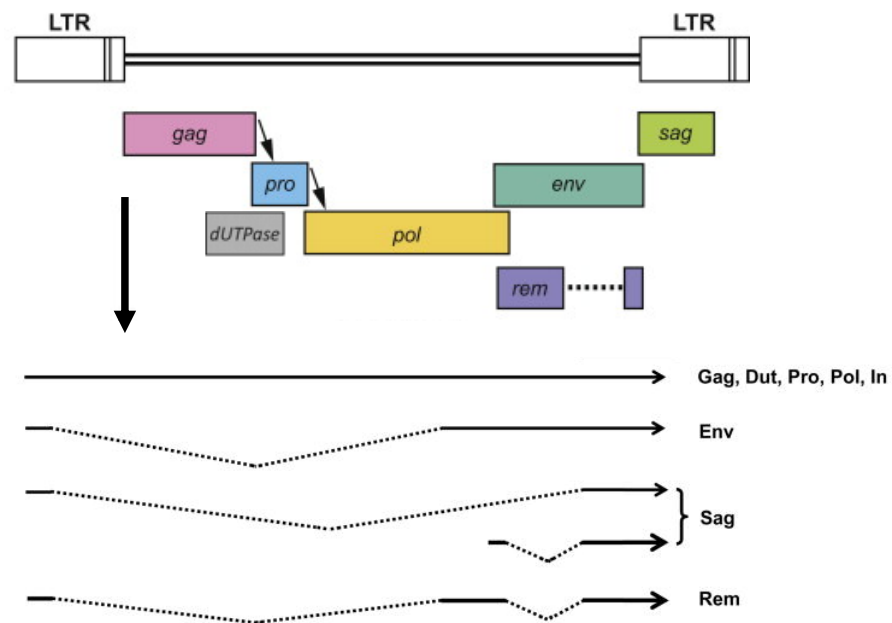 LTR LTR
gag sag
pro env
dUTPase pol
rem
Gag, Dut, Pro, Pol, In
Env
Sag
Rem